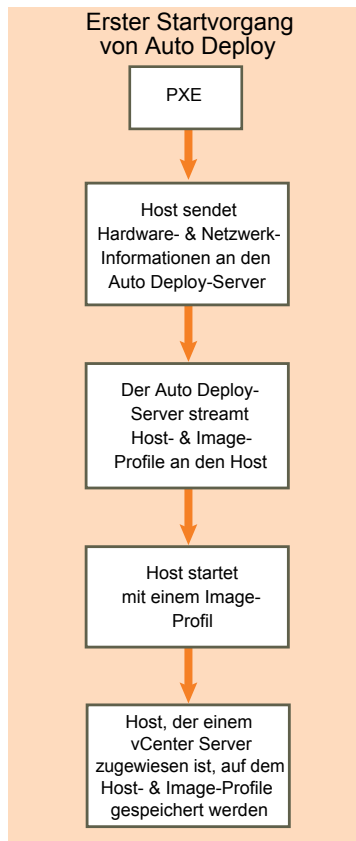 Erster Startvorgang
von Auto Deploy
PXE
Host sendet
Hardware- & Netzwerk-
Informationen an den
Auto Deploy-Server
Der Auto Deploy-
Server streamt
Host- & Image-
Profile an den Host
Host startet
mit einem Image-
Profil
Host, der einem
vCenter Server
zugewiesen ist, auf dem
Host- & Image-Profile
gespeichert werden